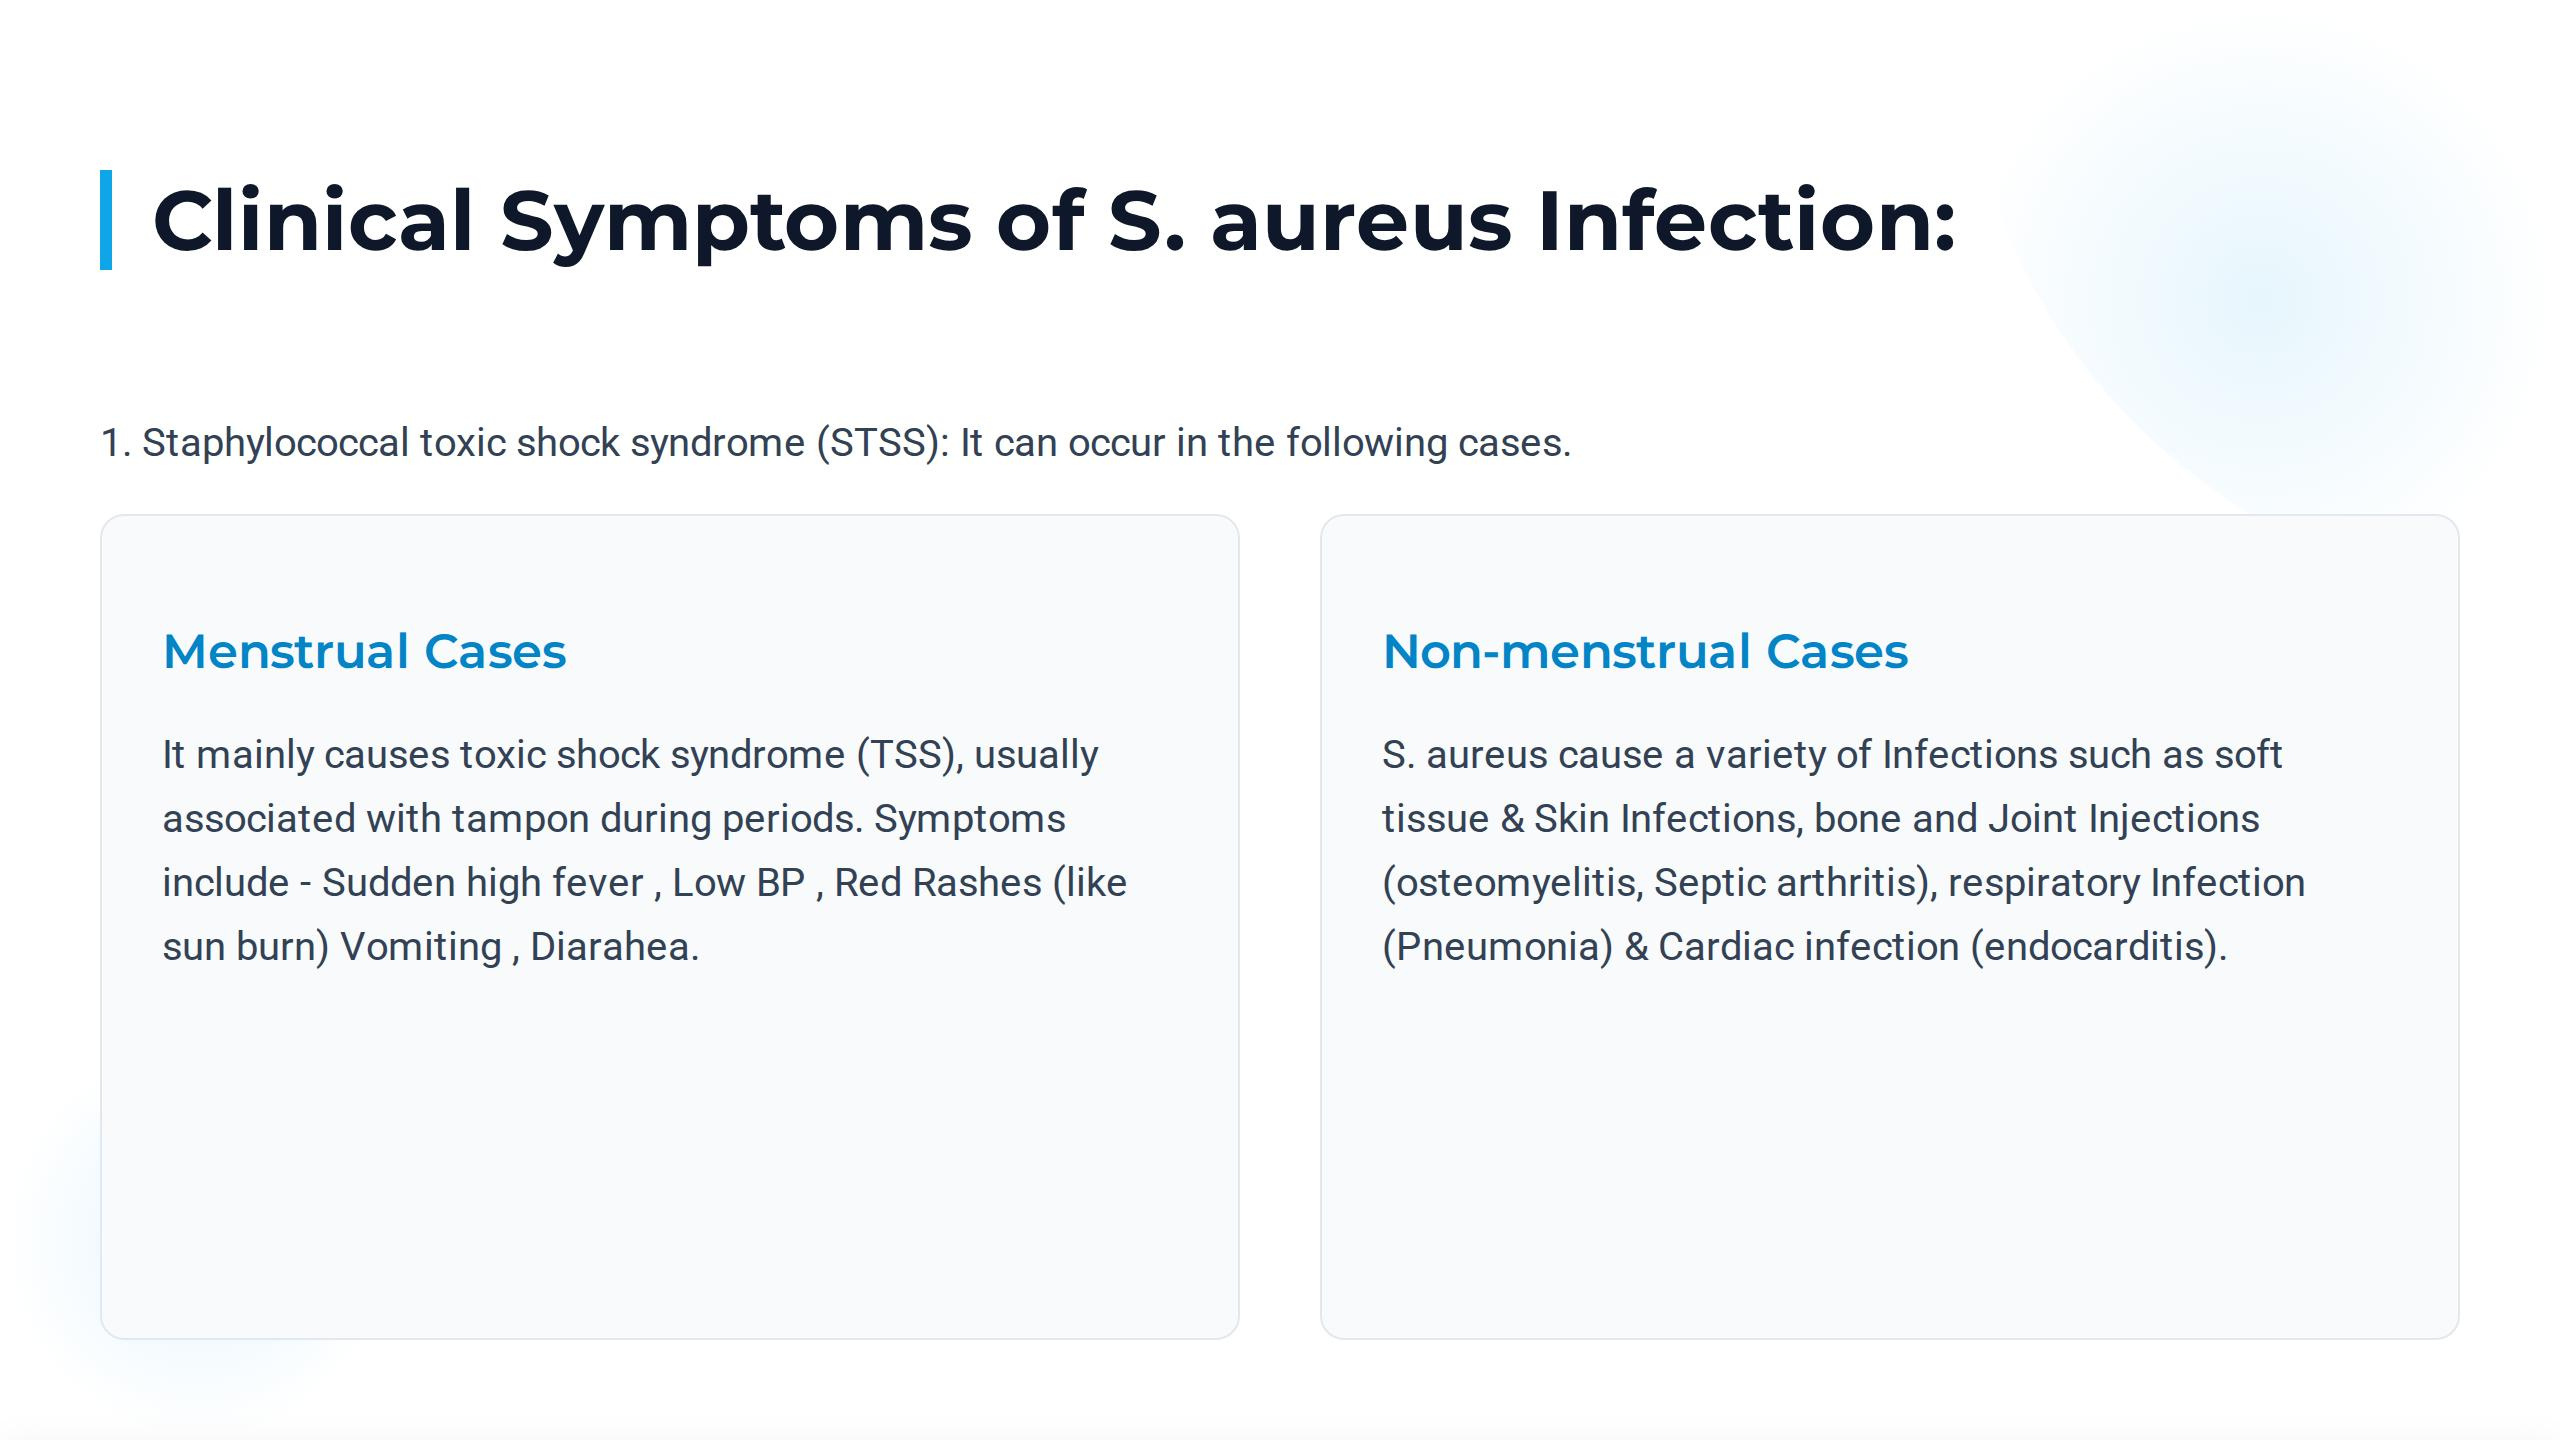 Clinical Symptoms of S. aureus Infection:
1. Staphylococcal toxic shock syndrome (STSS): It can occur in the following cases.
Menstrual Cases
It mainly causes toxic shock syndrome (TSS), usually
associated with tampon during periods. Symptoms
include - Sudden high fever , Low BP , Red Rashes (like
sun burn) Vomiting , Diarahea.
Non-menstrual Cases
S. aureus cause a variety of Infections such as soft
tissue & Skin Infections, bone and Joint Injections
(osteomyelitis, Septic arthritis), respiratory Infection
(Pneumonia) & Cardiac infection (endocarditis).